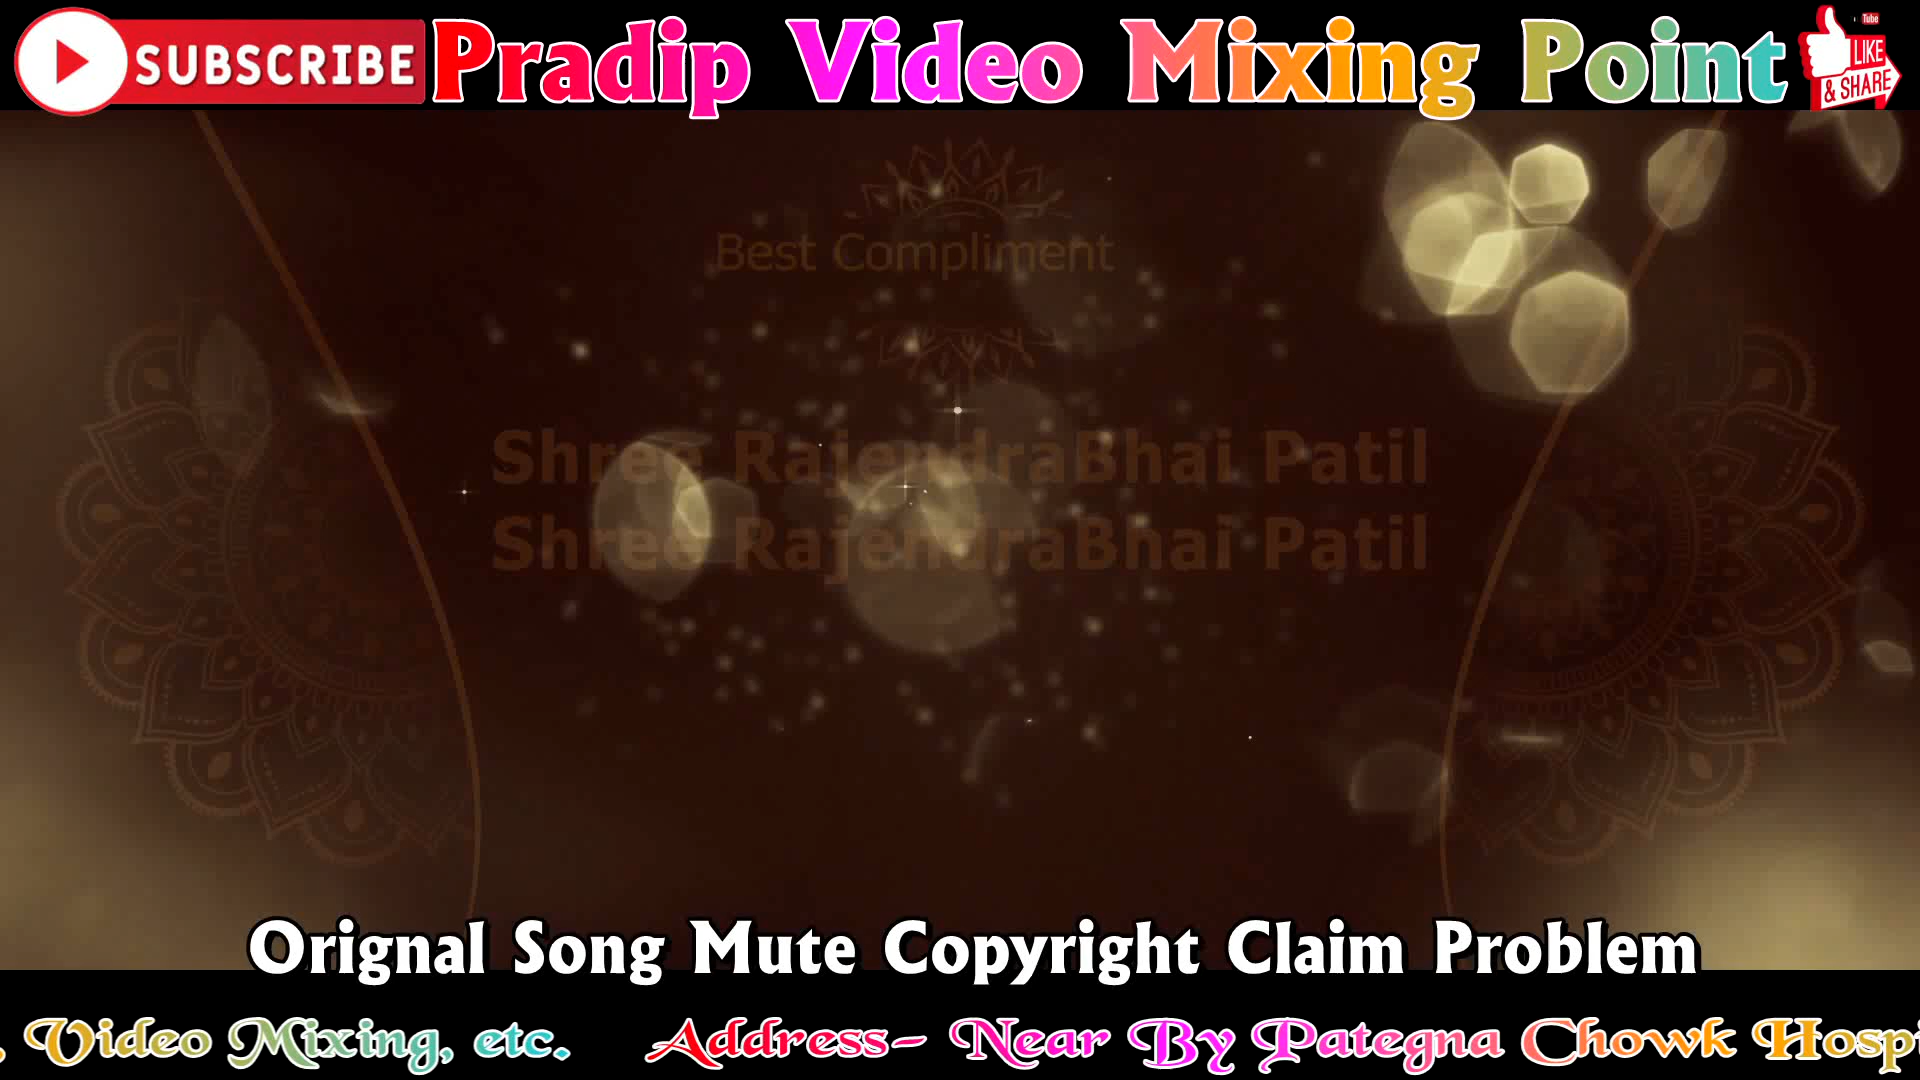 SUBSCRIBE Pradip Video Mixing Point
Tube
LIKE
& SHARE
Best Compliment
Shree RajendraBhai Patil
Shree RajendraBhai Patil
Orignal Song Mute Copyright Claim Problem
, Video Mixing, etc. Address- Near By Pategna Chowk Hospi